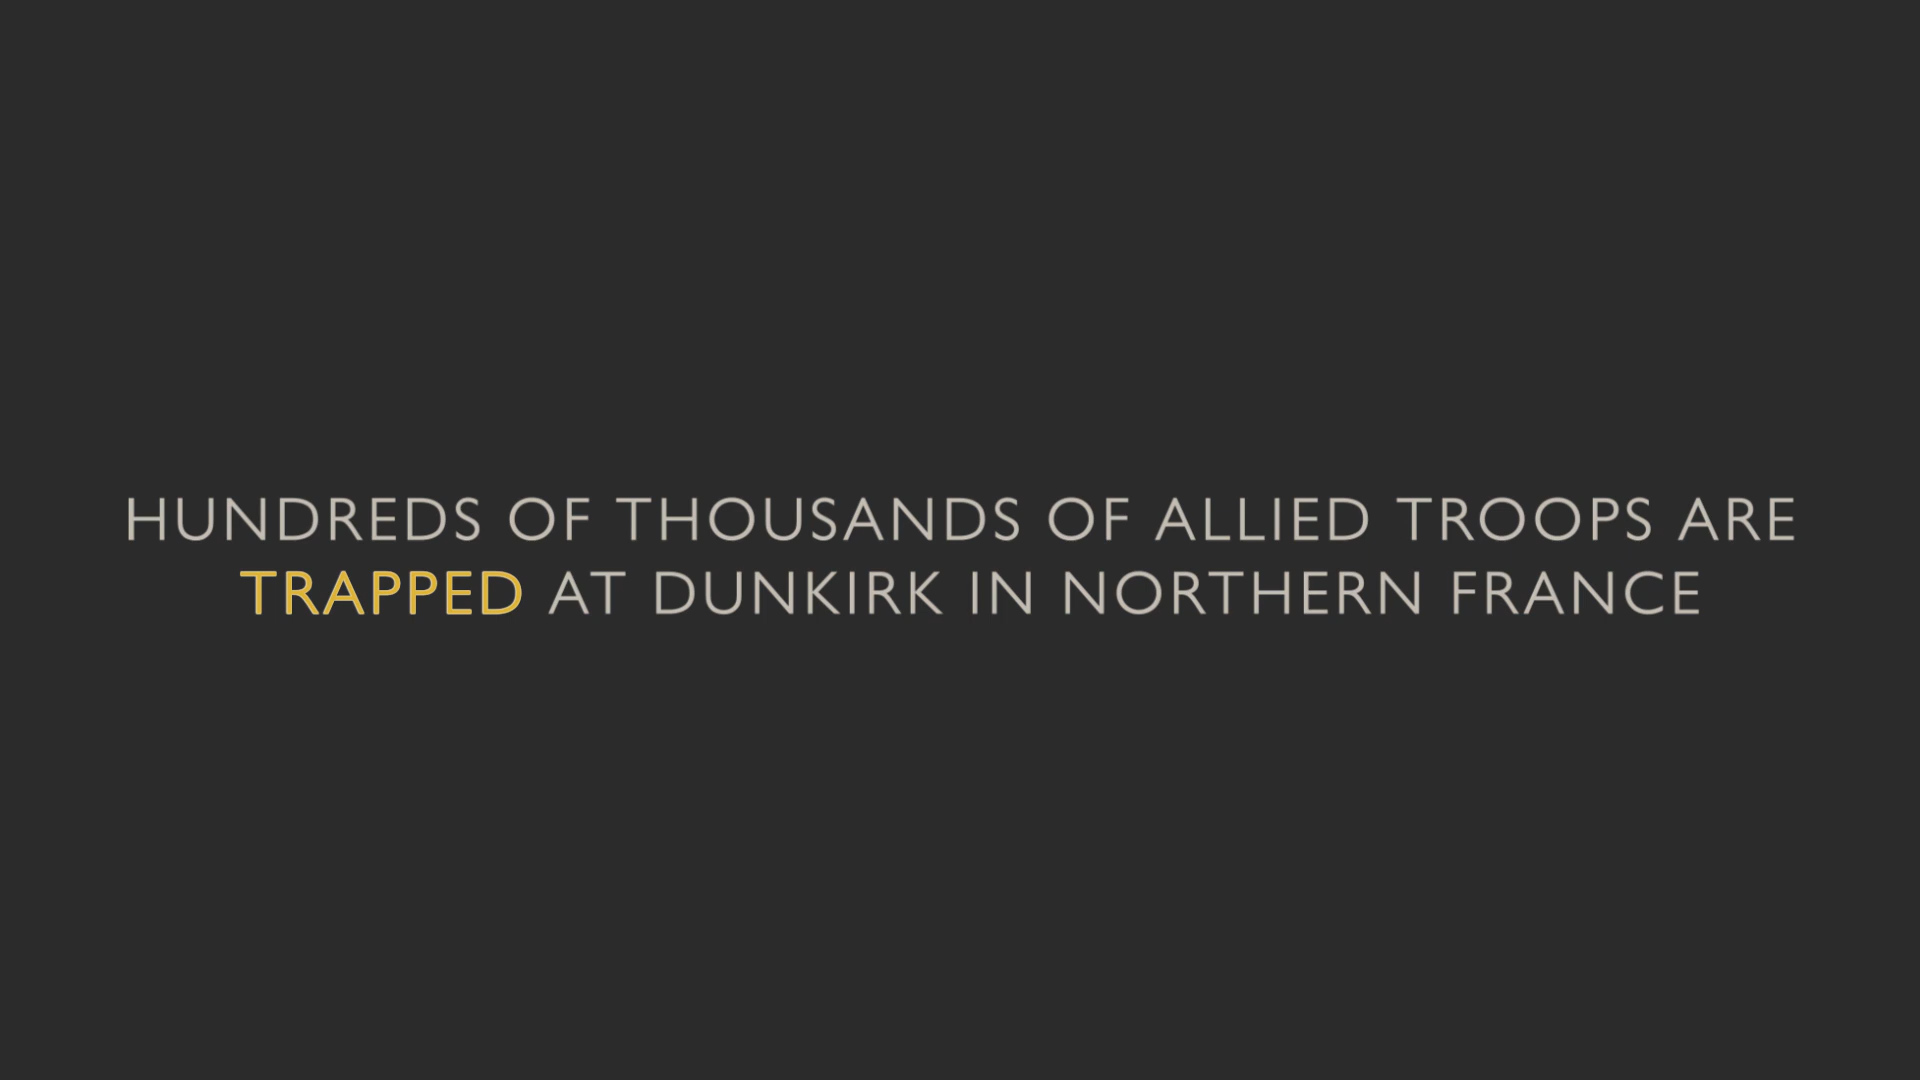 HUNDREDS OF THOUSANDS OF ALLIED TROOPS ARE
TRAPPED AT DUNKIRK IN NORTHERN FRANCE